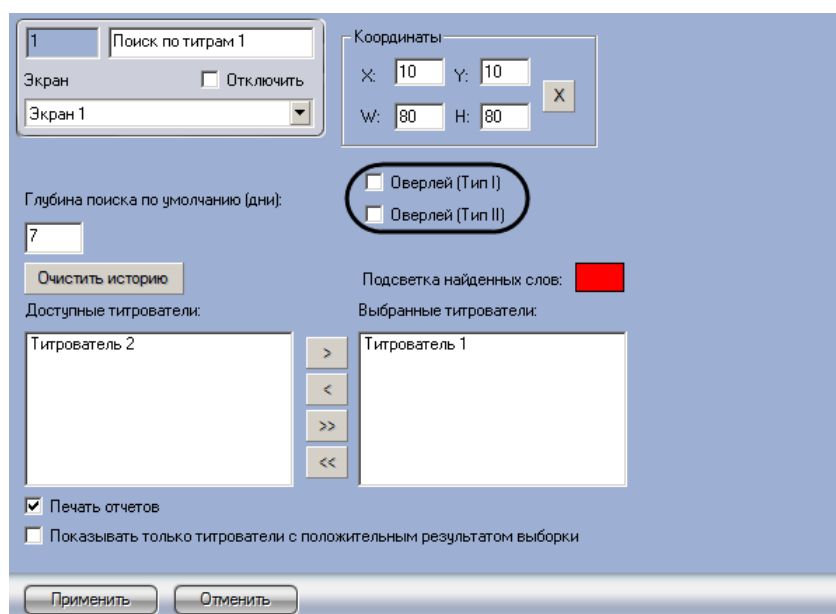 1
Поиск по титрам 1
Экран
Отключить
Экран 1
Координаты
X: 10 Y: 10
W: 80 H: 80
X
Оверлей (Тип I)
Оверлей (Тип II)
Глубина поиска по умолчанию (дни):
7
Очистить историю
Подсветка найденных слов:
Доступные титрователи:
Выбранные титрователи:
Титрователь 2
Титрователь 1
>
<
>>
<<
Печать отчетов
Показывать только титрователи с положительным результатом выборки
Применить
Отменить